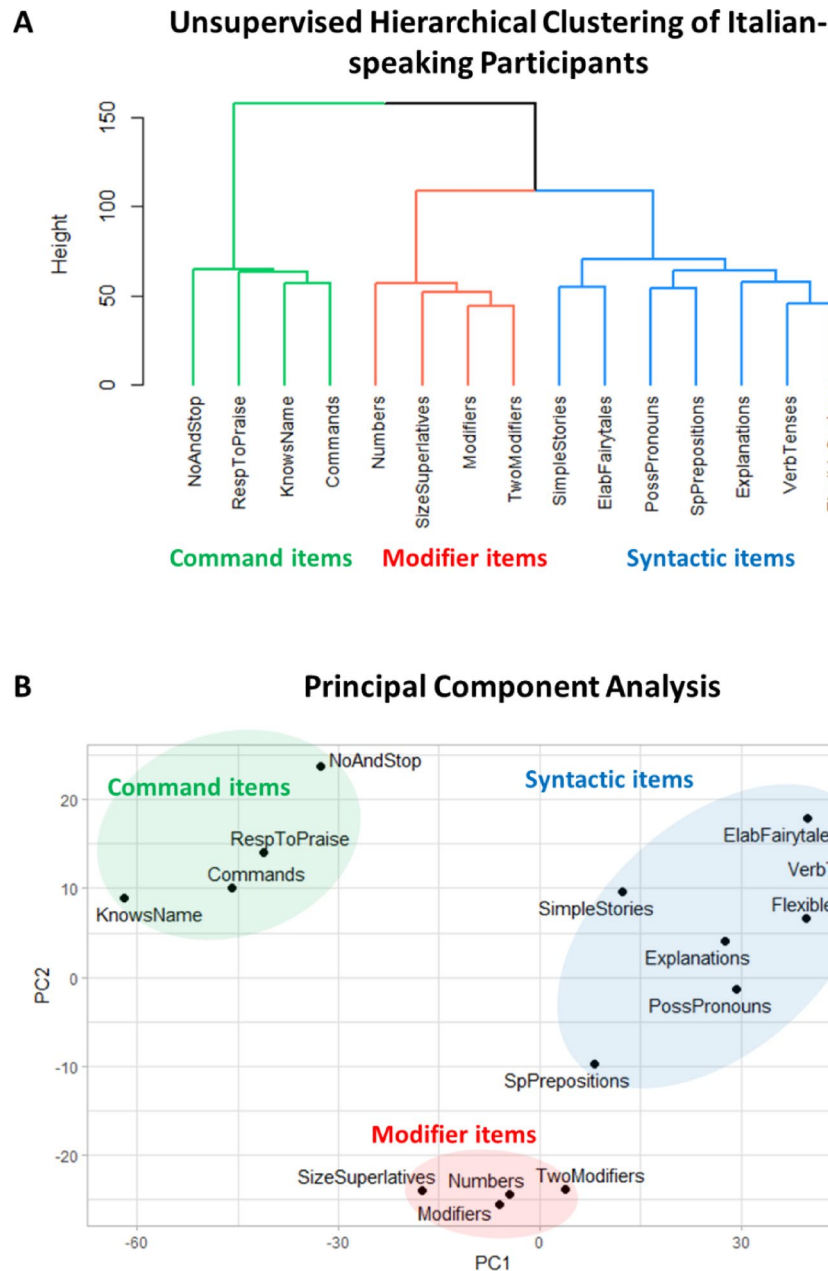 A
Unsupervised Hierarchical Clustering of Italian-
speaking Participants
Height
150
100
50
0
NoAndStop
RespToPraise
KnowsName
Commands
Numbers
SizeSuperlatives
Modifiers
TwoModifiers
SimpleStories
ElabFairytales
PossPronouns
SpPrepositions
Explanations
VerbTenses
Command items Modifier items Syntactic items
B
Principal Component Analysis
NoAndStop
Command items
Syntactic items
20
ElabFairytale
RespToPraise
VerbT
Commands
10
KnowsName
SimpleStories
Flexible
Explanations
PC2
0
PossPronouns
-10
SpPrepositions
Modifier items
-20
SizeSuperlatives
Numbers
TwoModifiers
Modifiers
-60 -30 0 30
PC1